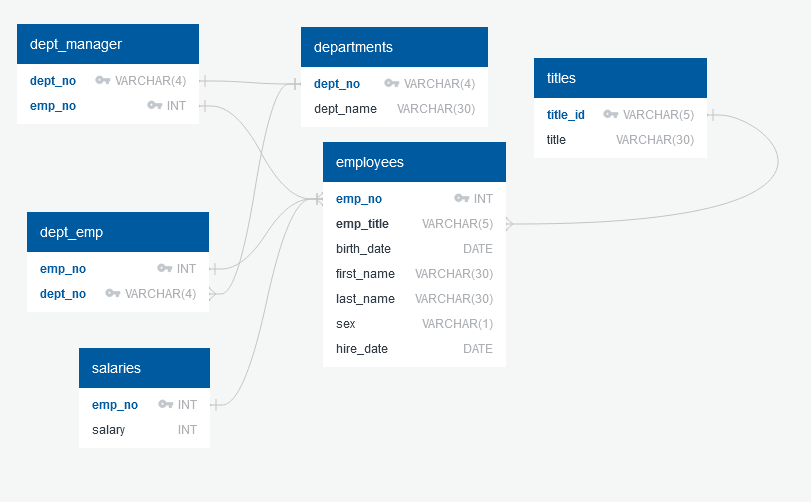 dept_manager
dept_no VARCHAR(4)
emp_no INT
departments
dept_no VARCHAR(4)
dept_name VARCHAR(30)
titles
title_id VARCHAR(5)
title VARCHAR(30)
employees
emp_no INT
emp_title VARCHAR(5)
birth_date DATE
first_name VARCHAR(30)
last_name VARCHAR(30)
sex VARCHAR(1)
hire_date DATE
dept_emp
emp_no INT
dept_no VARCHAR(4)
salaries
emp_no INT
salary INT